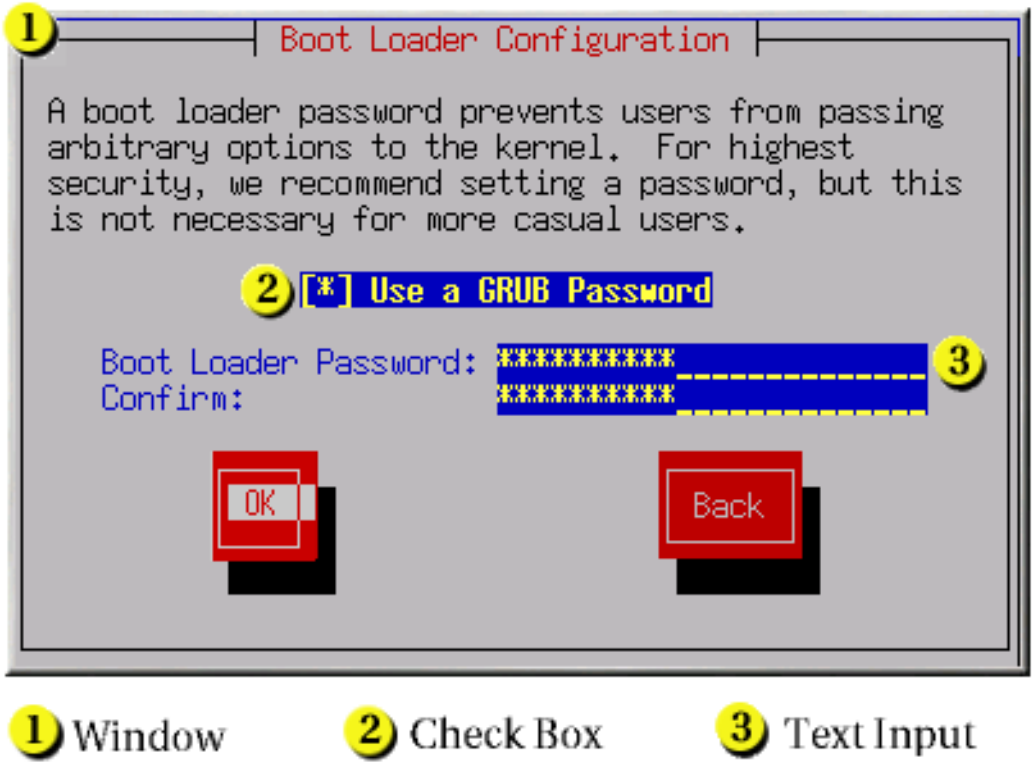 1 Boot Loader Configuration
A boot loader password prevents users from passing
arbitrary options to the kernel.  For highest
security, we recommend setting a password, but this
is not necessary for more casual users.
2 [*] Use a GRUB Password
Boot Loader Password: **********______________ 3
Confirm: **********______________
OK Back
1 Window 2 Check Box 3 Text Input